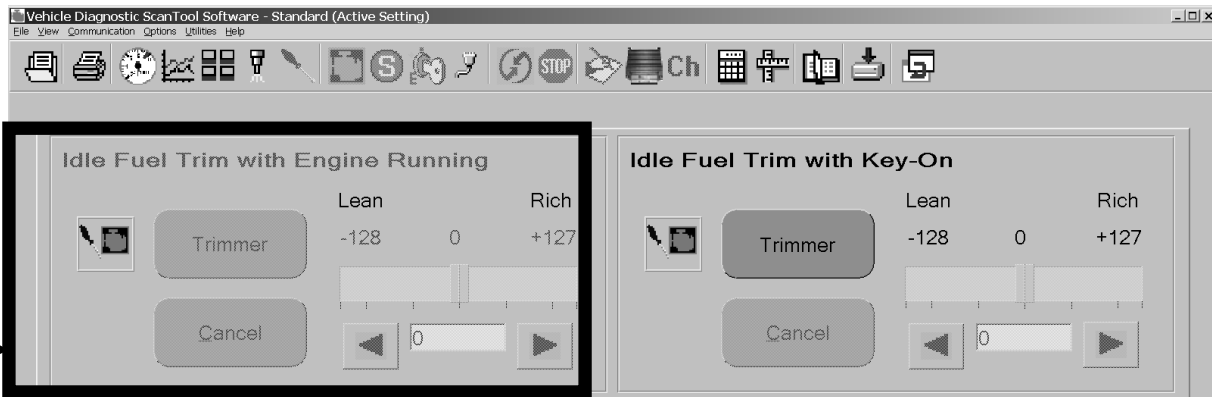 Vehicle Diagnostic ScanTool Software - Standard (Active Setting)
File View Communication Options Utilities Help
S STOP Ch
Idle Fuel Trim with Engine Running
Lean Rich
Trimmer
-128 0 +127
Cancel
0
Idle Fuel Trim with Key-On
Lean Rich
Trimmer
-128 0 +127
Cancel
0